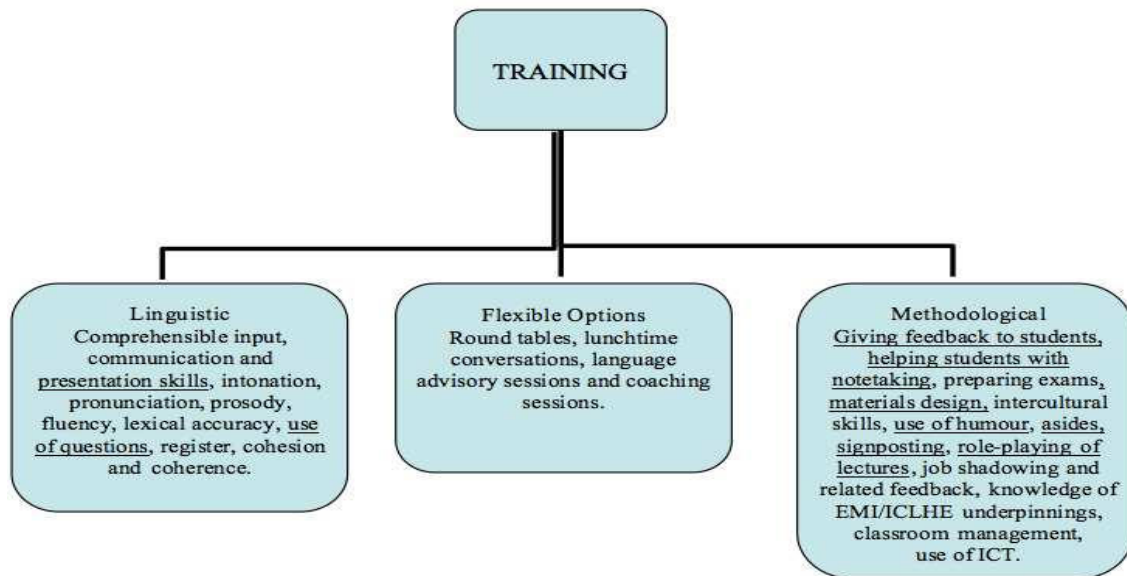 TRAINING
Linguistic
Comprehensible input,
communication and
presentation skills, intonation,
pronunciation, prosody,
fluency, lexical accuracy, use
of questions, register, cohesion
and coherence.
Flexible Options
Round tables, lunchtime
conversations, language
advisory sessions and coaching
sessions.
Methodological
Giving feedback to students,
helping students with
notetaking, preparing exams,
materials design, intercultural
skills, use of humour, asides,
signposting, role-playing of
lectures, job shadowing and
related feedback, knowledge of
EMI/ICLHE underpinnings,
classroom management,
use of ICT.